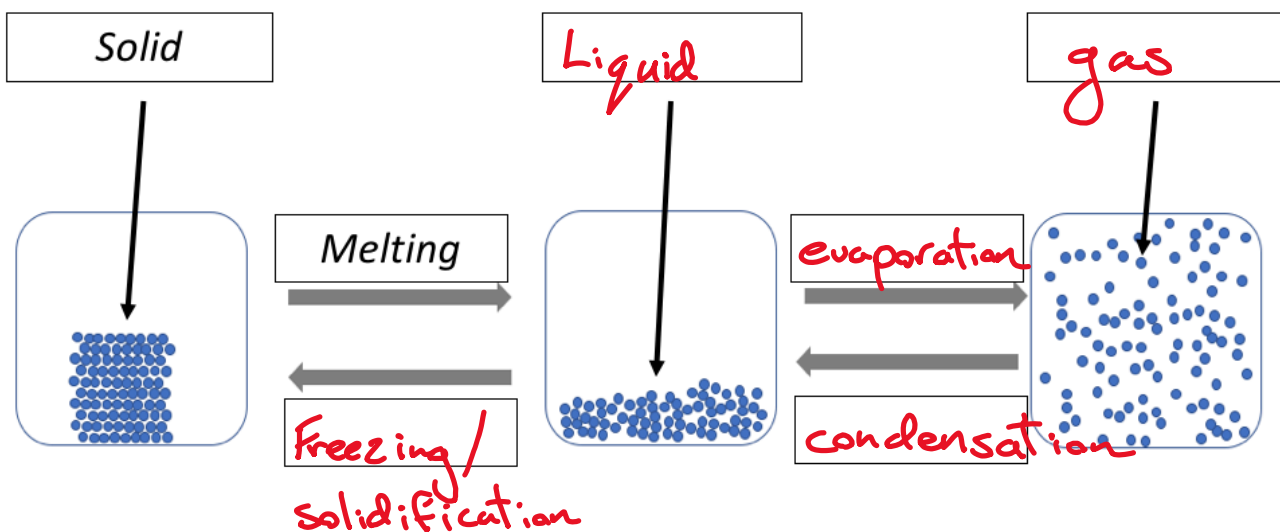 Solid
Liquid
gas
Melting
evaporation
Freezing/
solidification
condensation